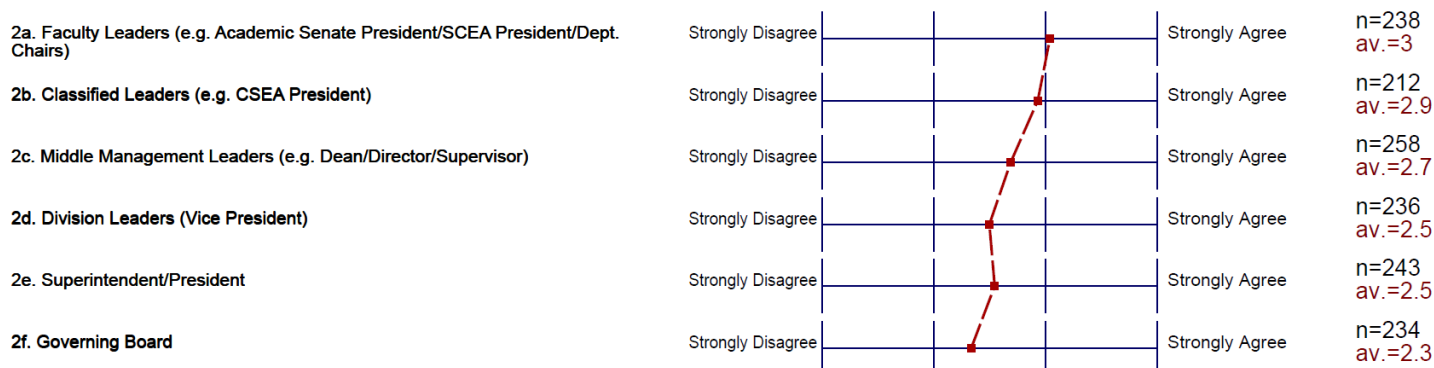 2a. Faculty Leaders (e.g. Academic Senate President/SCEA President/Dept. Chairs) Strongly Disagree Strongly Agree n=238 av.=3
2b. Classified Leaders (e.g. CSEA President) Strongly Disagree Strongly Agree n=212 av.=2.9
2c. Middle Management Leaders (e.g. Dean/Director/Supervisor) Strongly Disagree Strongly Agree n=258 av.=2.7
2d. Division Leaders (Vice President) Strongly Disagree Strongly Agree n=236 av.=2.5
2e. Superintendent/President Strongly Disagree Strongly Agree n=243 av.=2.5
2f. Governing Board Strongly Disagree Strongly Agree n=234 av.=2.3